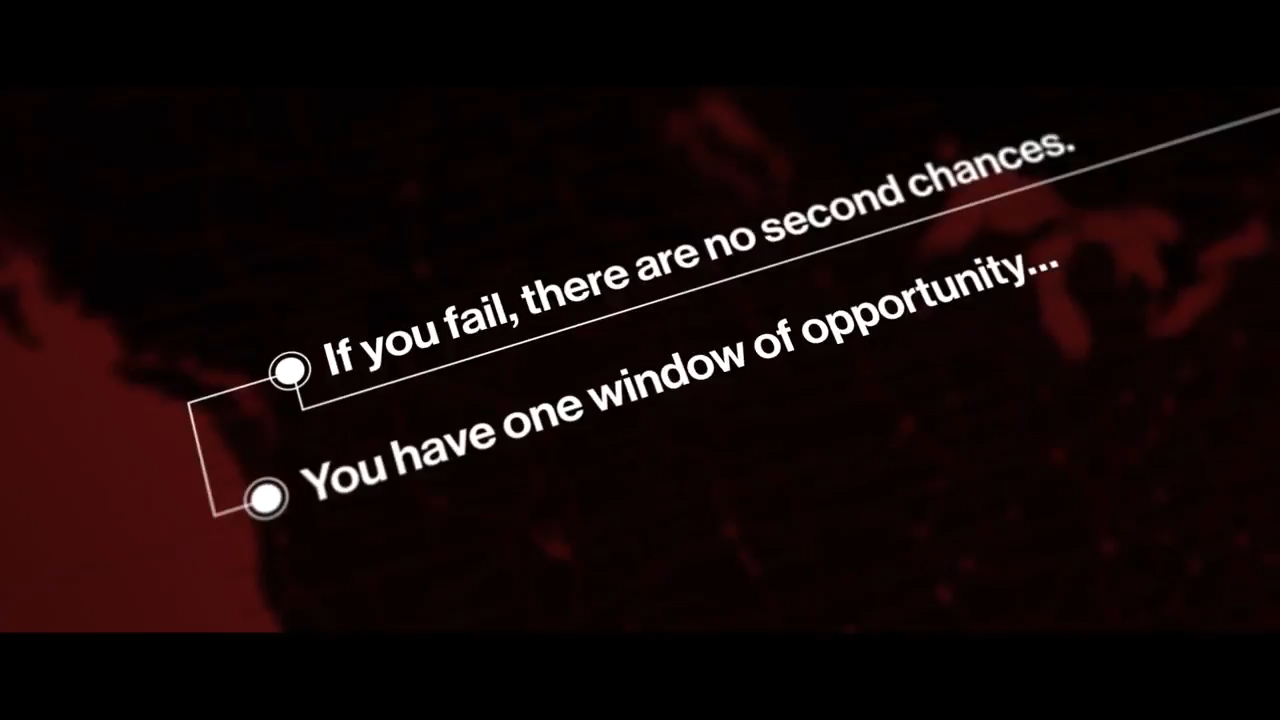 If you fail, there are no second chances.
You have one window of opportunity...